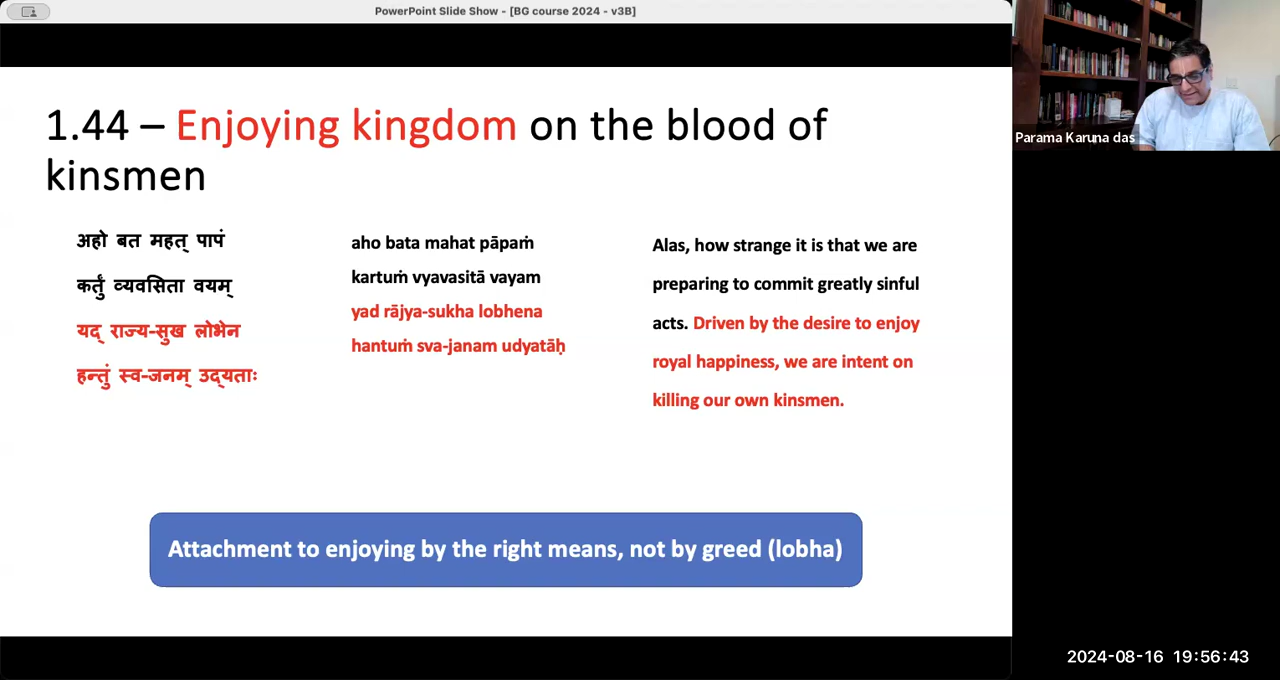 PowerPoint Slide Show - [BG course 2024 - v3B]
1.44 – Enjoying kingdom on the blood of
kinsmen
अहो बत महत् पापं
कर्तुं व्यवसिता वयम्
यद् राज्य-सुख लोभेन
हन्तुं स्व-जनम् उद्यताः
aho bata mahat pāpaṁ
kartuṁ vyavasitā vayam
yad rājya-sukha lobhena
hantuṁ sva-janam udyatāḥ
Alas, how strange it is that we are
preparing to commit greatly sinful
acts. Driven by the desire to enjoy
royal happiness, we are intent on
killing our own kinsmen.
Attachment to enjoying by the right means, not by greed (lobha)
Parama Karuna das
2024-08-16 19:56:43